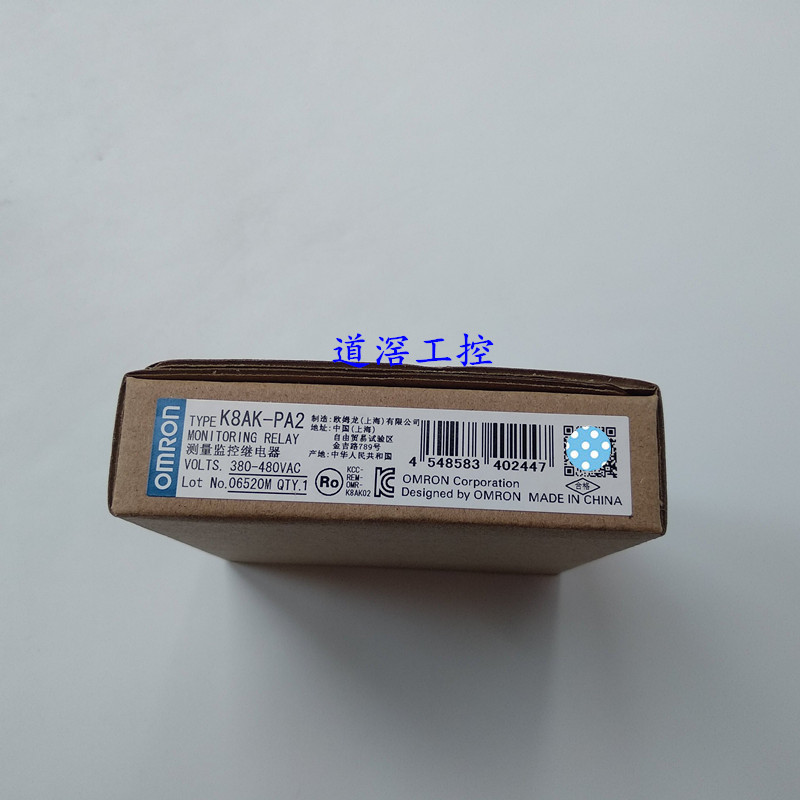 道滘工控
OMRON
TYPE K8AK-PA2
MONITORING RELAY
测量监控继电器
VOLTS. 380-480VAC
Lot No.06520M QTY.1
制造: 欧姆龙(上海)有限公司
地址: 中国(上海)
自由贸易试验区
金吉路789号
产地: 中华人民共和国
Ro
KCC-
REM-
OMR-
K8AK02
4 548583 402447
OMRON Corporation
Designed by OMRON MADE IN CHINA
合格